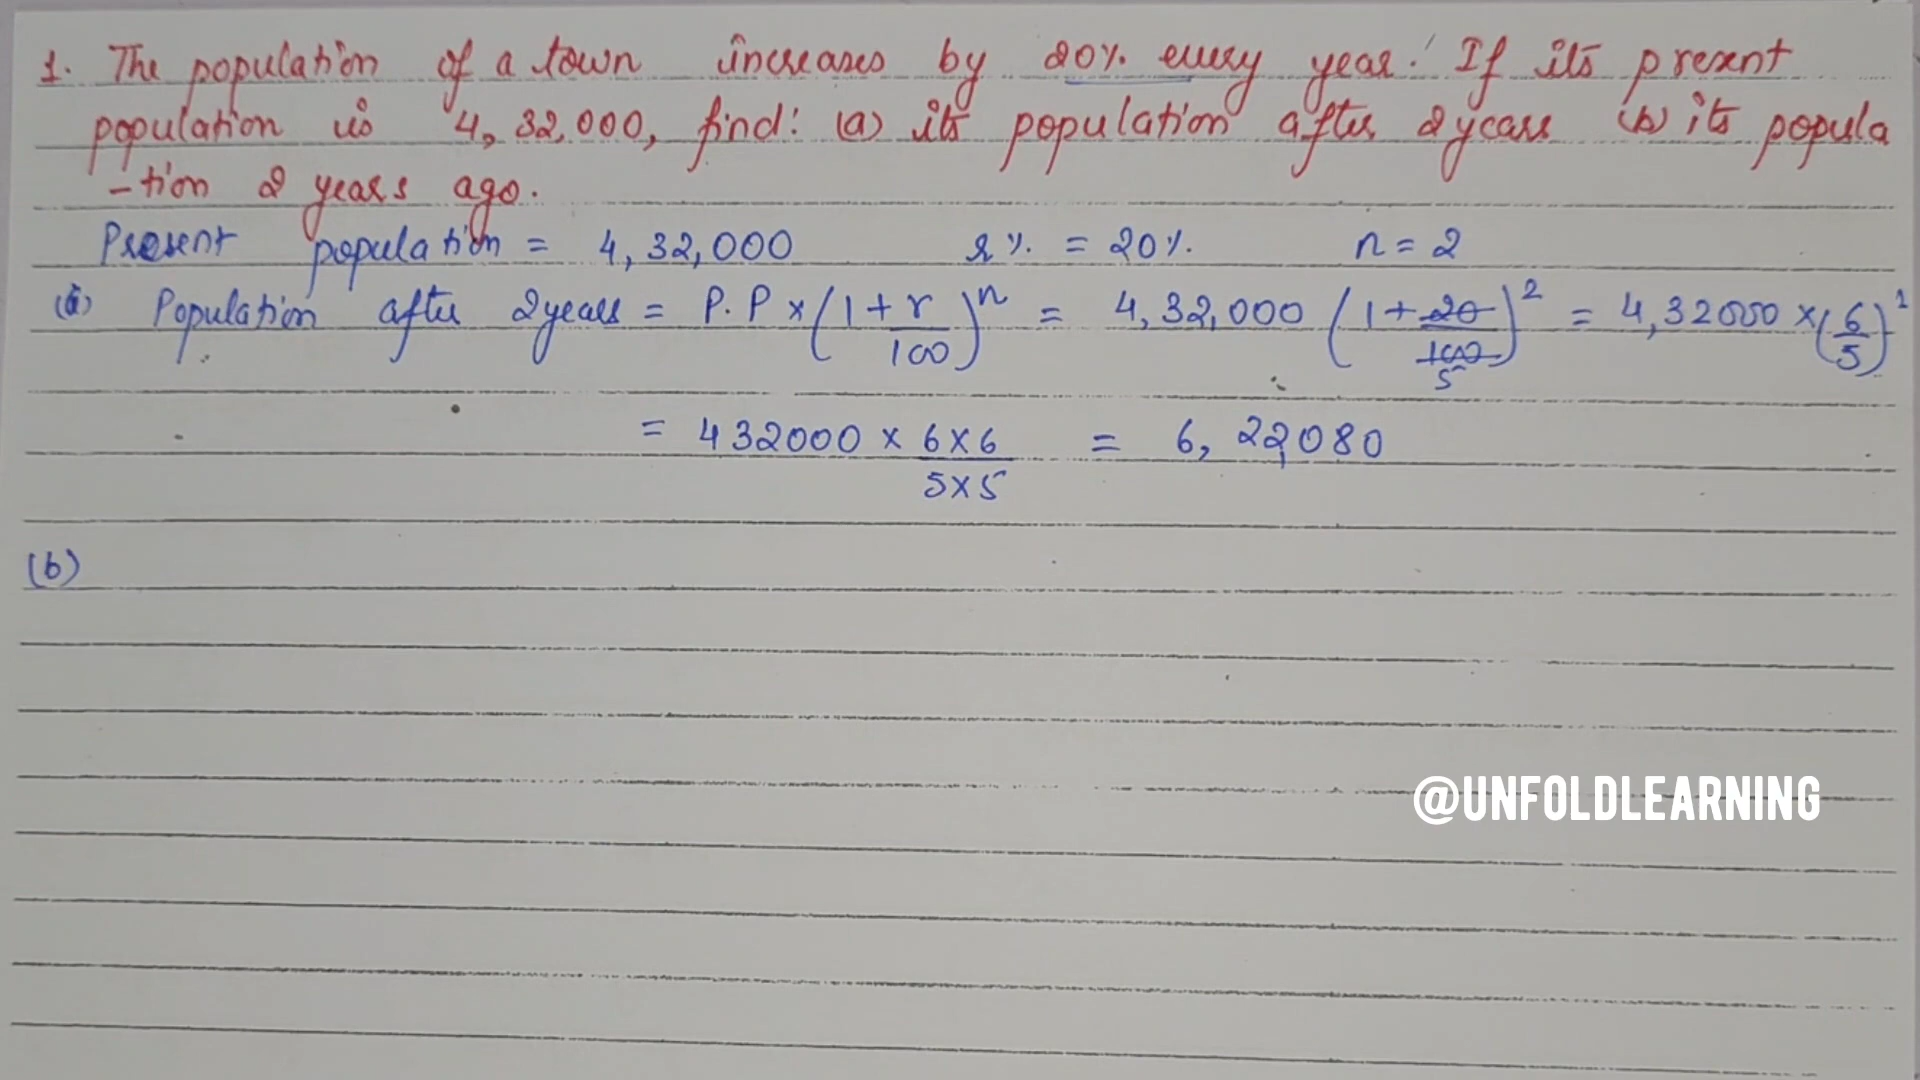 1. The population of a town increases by 20% every year. If its present
population is 4,32,000, find: (a) its population after 2 years (b) its popula
-tion 2 years ago.
Present population = 4,32,000 r% = 20% n = 2
(a) Population after 2 years = P.P × (1 + r/100)^n = 4,32,000 (1 + 20/100)^2 = 4,32000 × (6/5)^2
5
= 432000 × 6×6/5×5 = 6,22,080
(b)
@UNFOLDLEARNING